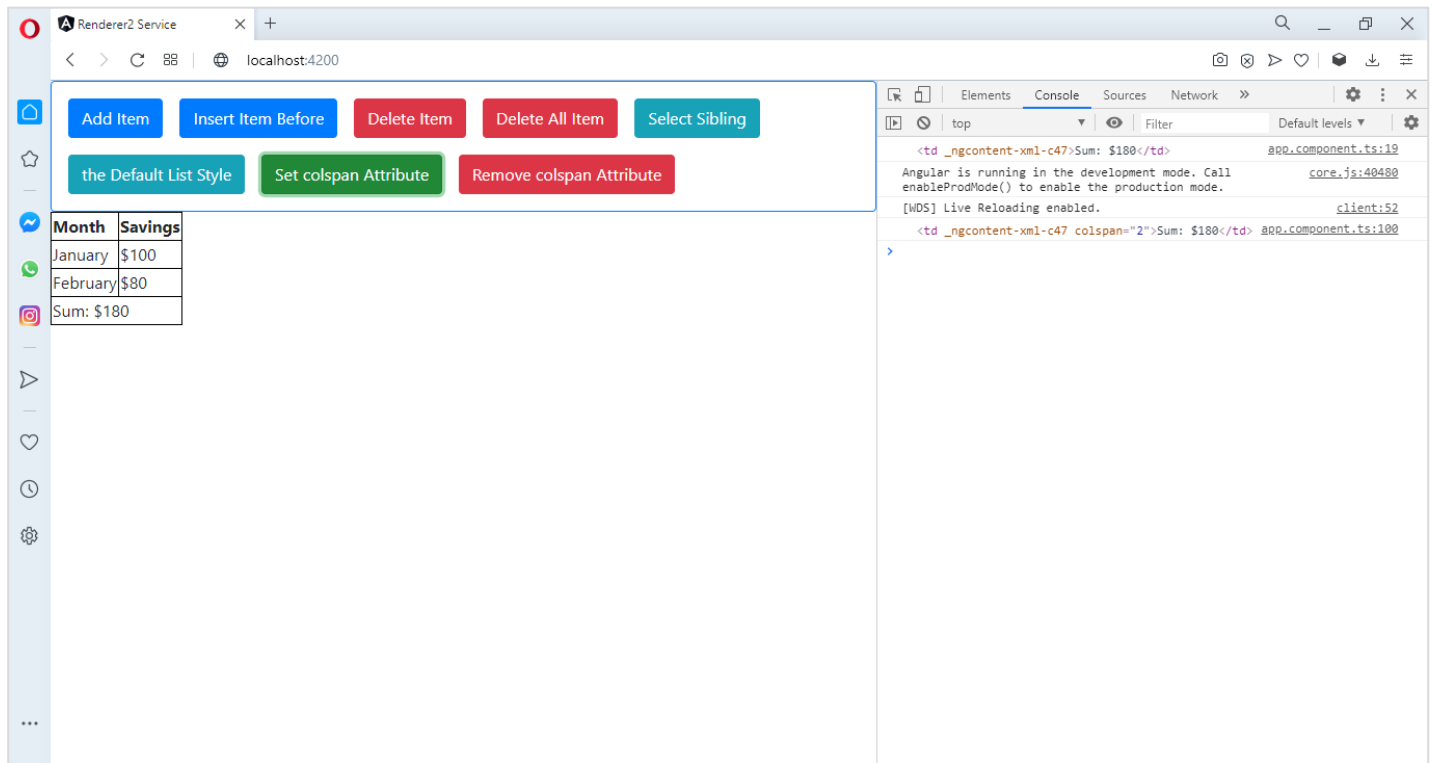 Renderer2 Service
localhost:4200
Add Item Insert Item Before Delete Item Delete All Item Select Sibling
the Default List Style Set colspan Attribute Remove colspan Attribute
Month Savings
January $100
February $80
Sum: $180
Elements Console Sources Network »
top Filter Default levels ▼
<td _ngcontent-xml-c47>Sum: $180</td> app.component.ts:19
Angular is running in the development mode. Call core.js:40480
enableProdMode() to enable the production mode.
[WDS] Live Reloading enabled. client:52
<td _ngcontent-xml-c47 colspan="2">Sum: $180</td> app.component.ts:100